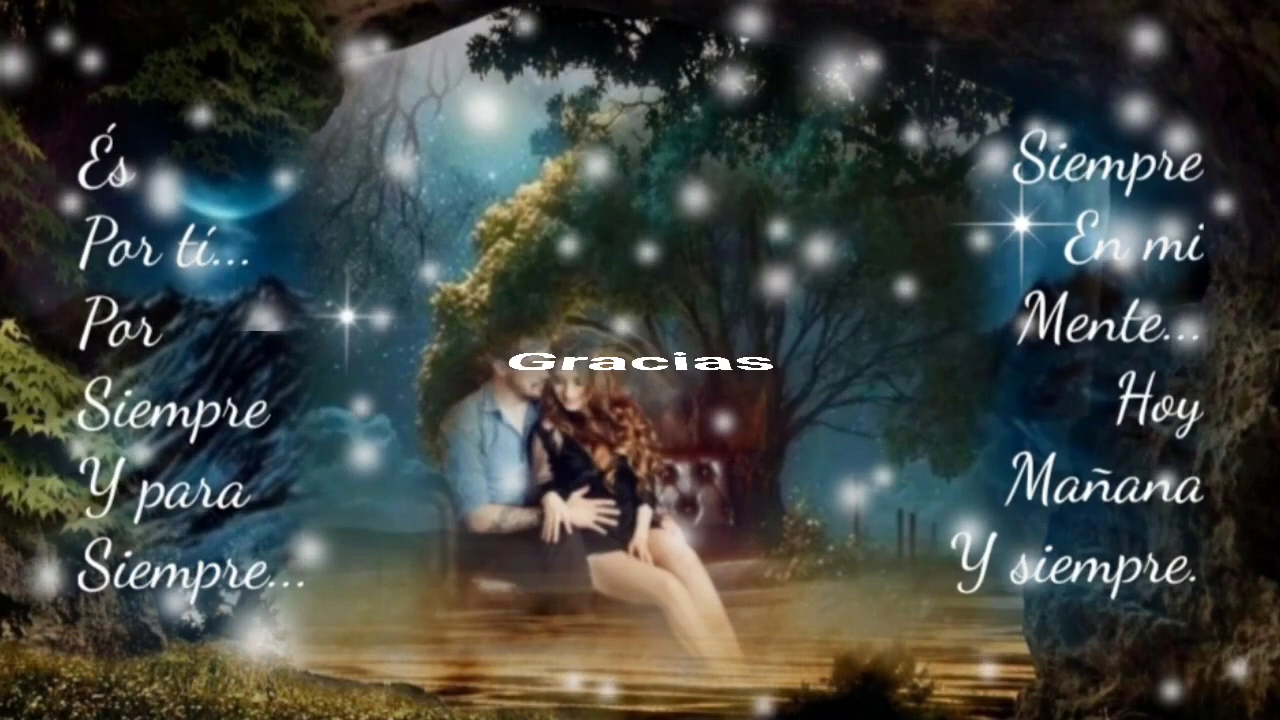 És
Por tí...
Por
Siempre
Y para
Siempre...
Gracias
Siempre
En mi
Mente...
Hoy
Mañana
Y siempre.